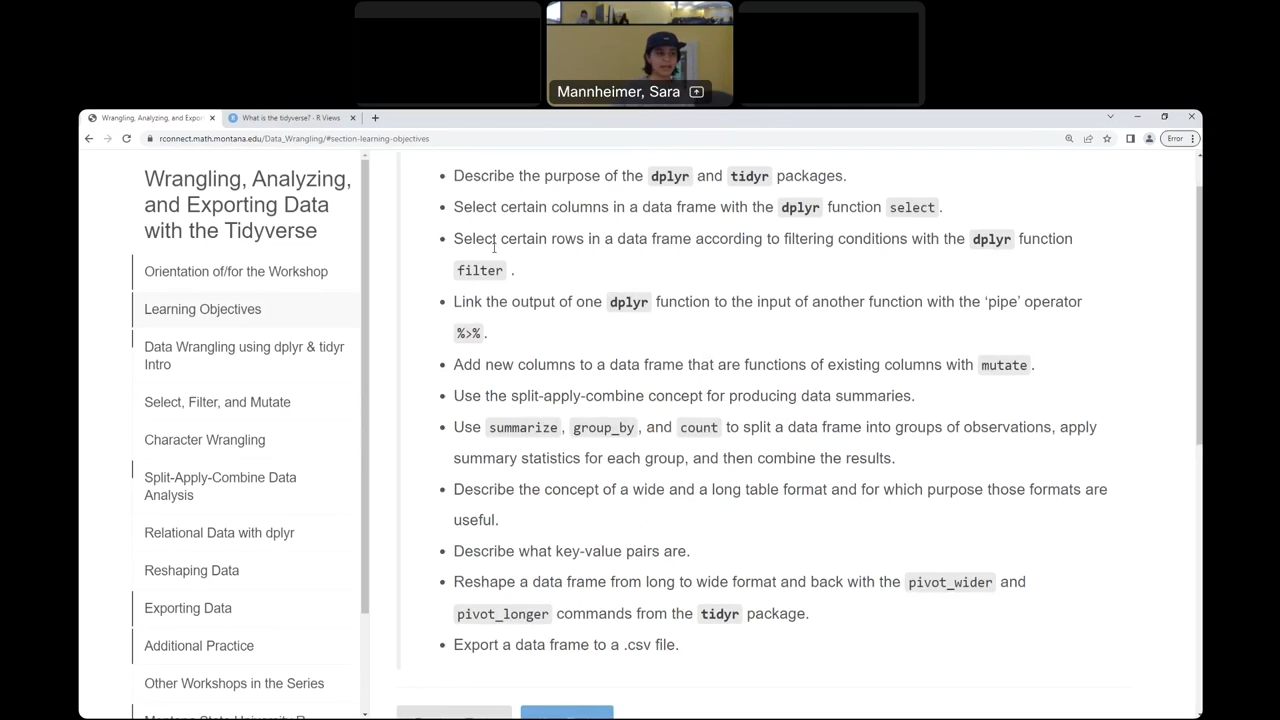 Mannheimer, Sara
Wrangling, Analyzing, and Expor
What is the tidyverse? - R Views
rconnect.math.montana.edu/Data_Wrangling/#section-learning-objectives
Error
Wrangling, Analyzing,
and Exporting Data
with the Tidyverse
Orientation of/for the Workshop
Learning Objectives
Data Wrangling using dplyr & tidyr
Intro
Select, Filter, and Mutate
Character Wrangling
Split-Apply-Combine Data
Analysis
Relational Data with dplyr
Reshaping Data
Exporting Data
Additional Practice
Other Workshops in the Series
• Describe the purpose of the dplyr and tidyr packages.
• Select certain columns in a data frame with the dplyr function select.
• Select certain rows in a data frame according to filtering conditions with the dplyr function
filter .
• Link the output of one dplyr function to the input of another function with the ‘pipe’ operator
%>%.
• Add new columns to a data frame that are functions of existing columns with mutate.
• Use the split-apply-combine concept for producing data summaries.
• Use summarize, group_by, and count to split a data frame into groups of observations, apply
summary statistics for each group, and then combine the results.
• Describe the concept of a wide and a long table format and for which purpose those formats are
useful.
• Describe what key-value pairs are.
• Reshape a data frame from long to wide format and back with the pivot_wider and
pivot_longer commands from the tidyr package.
• Export a data frame to a .csv file.